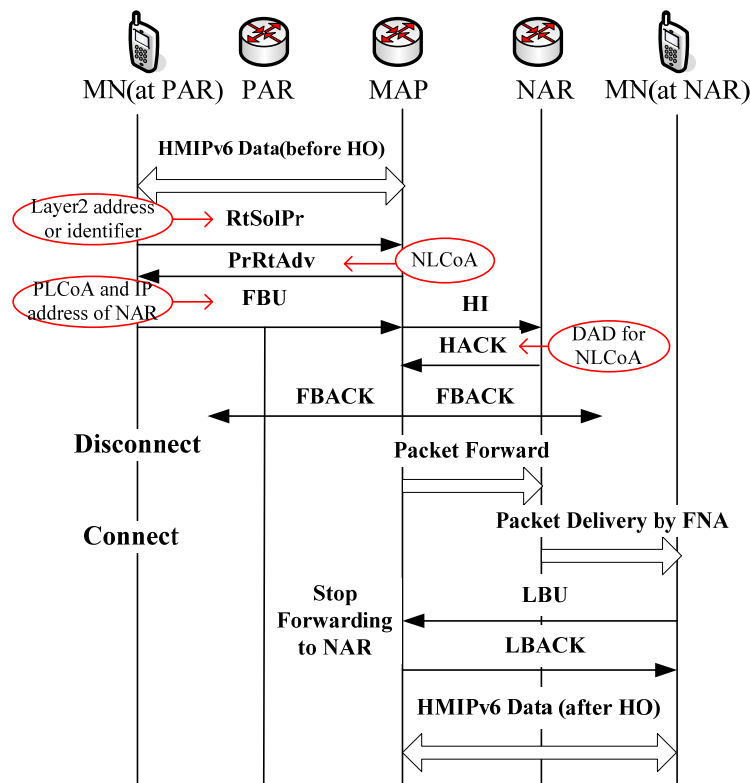 MN(at PAR)
PAR
MAP
NAR
MN(at NAR)
HMIPv6 Data(before HO)
Layer2 address
or identifier
RtSolPr
PrRtAdv
NLCoA
PLCoA and IP
address of NAR
FBU
HI
HACK
DAD for
NLCoA
FBACK
FBACK
Disconnect
Packet Forward
Connect
Packet Delivery by FNA
Stop
Forwarding
to NAR
LBU
LBACK
HMIPv6 Data (after HO)